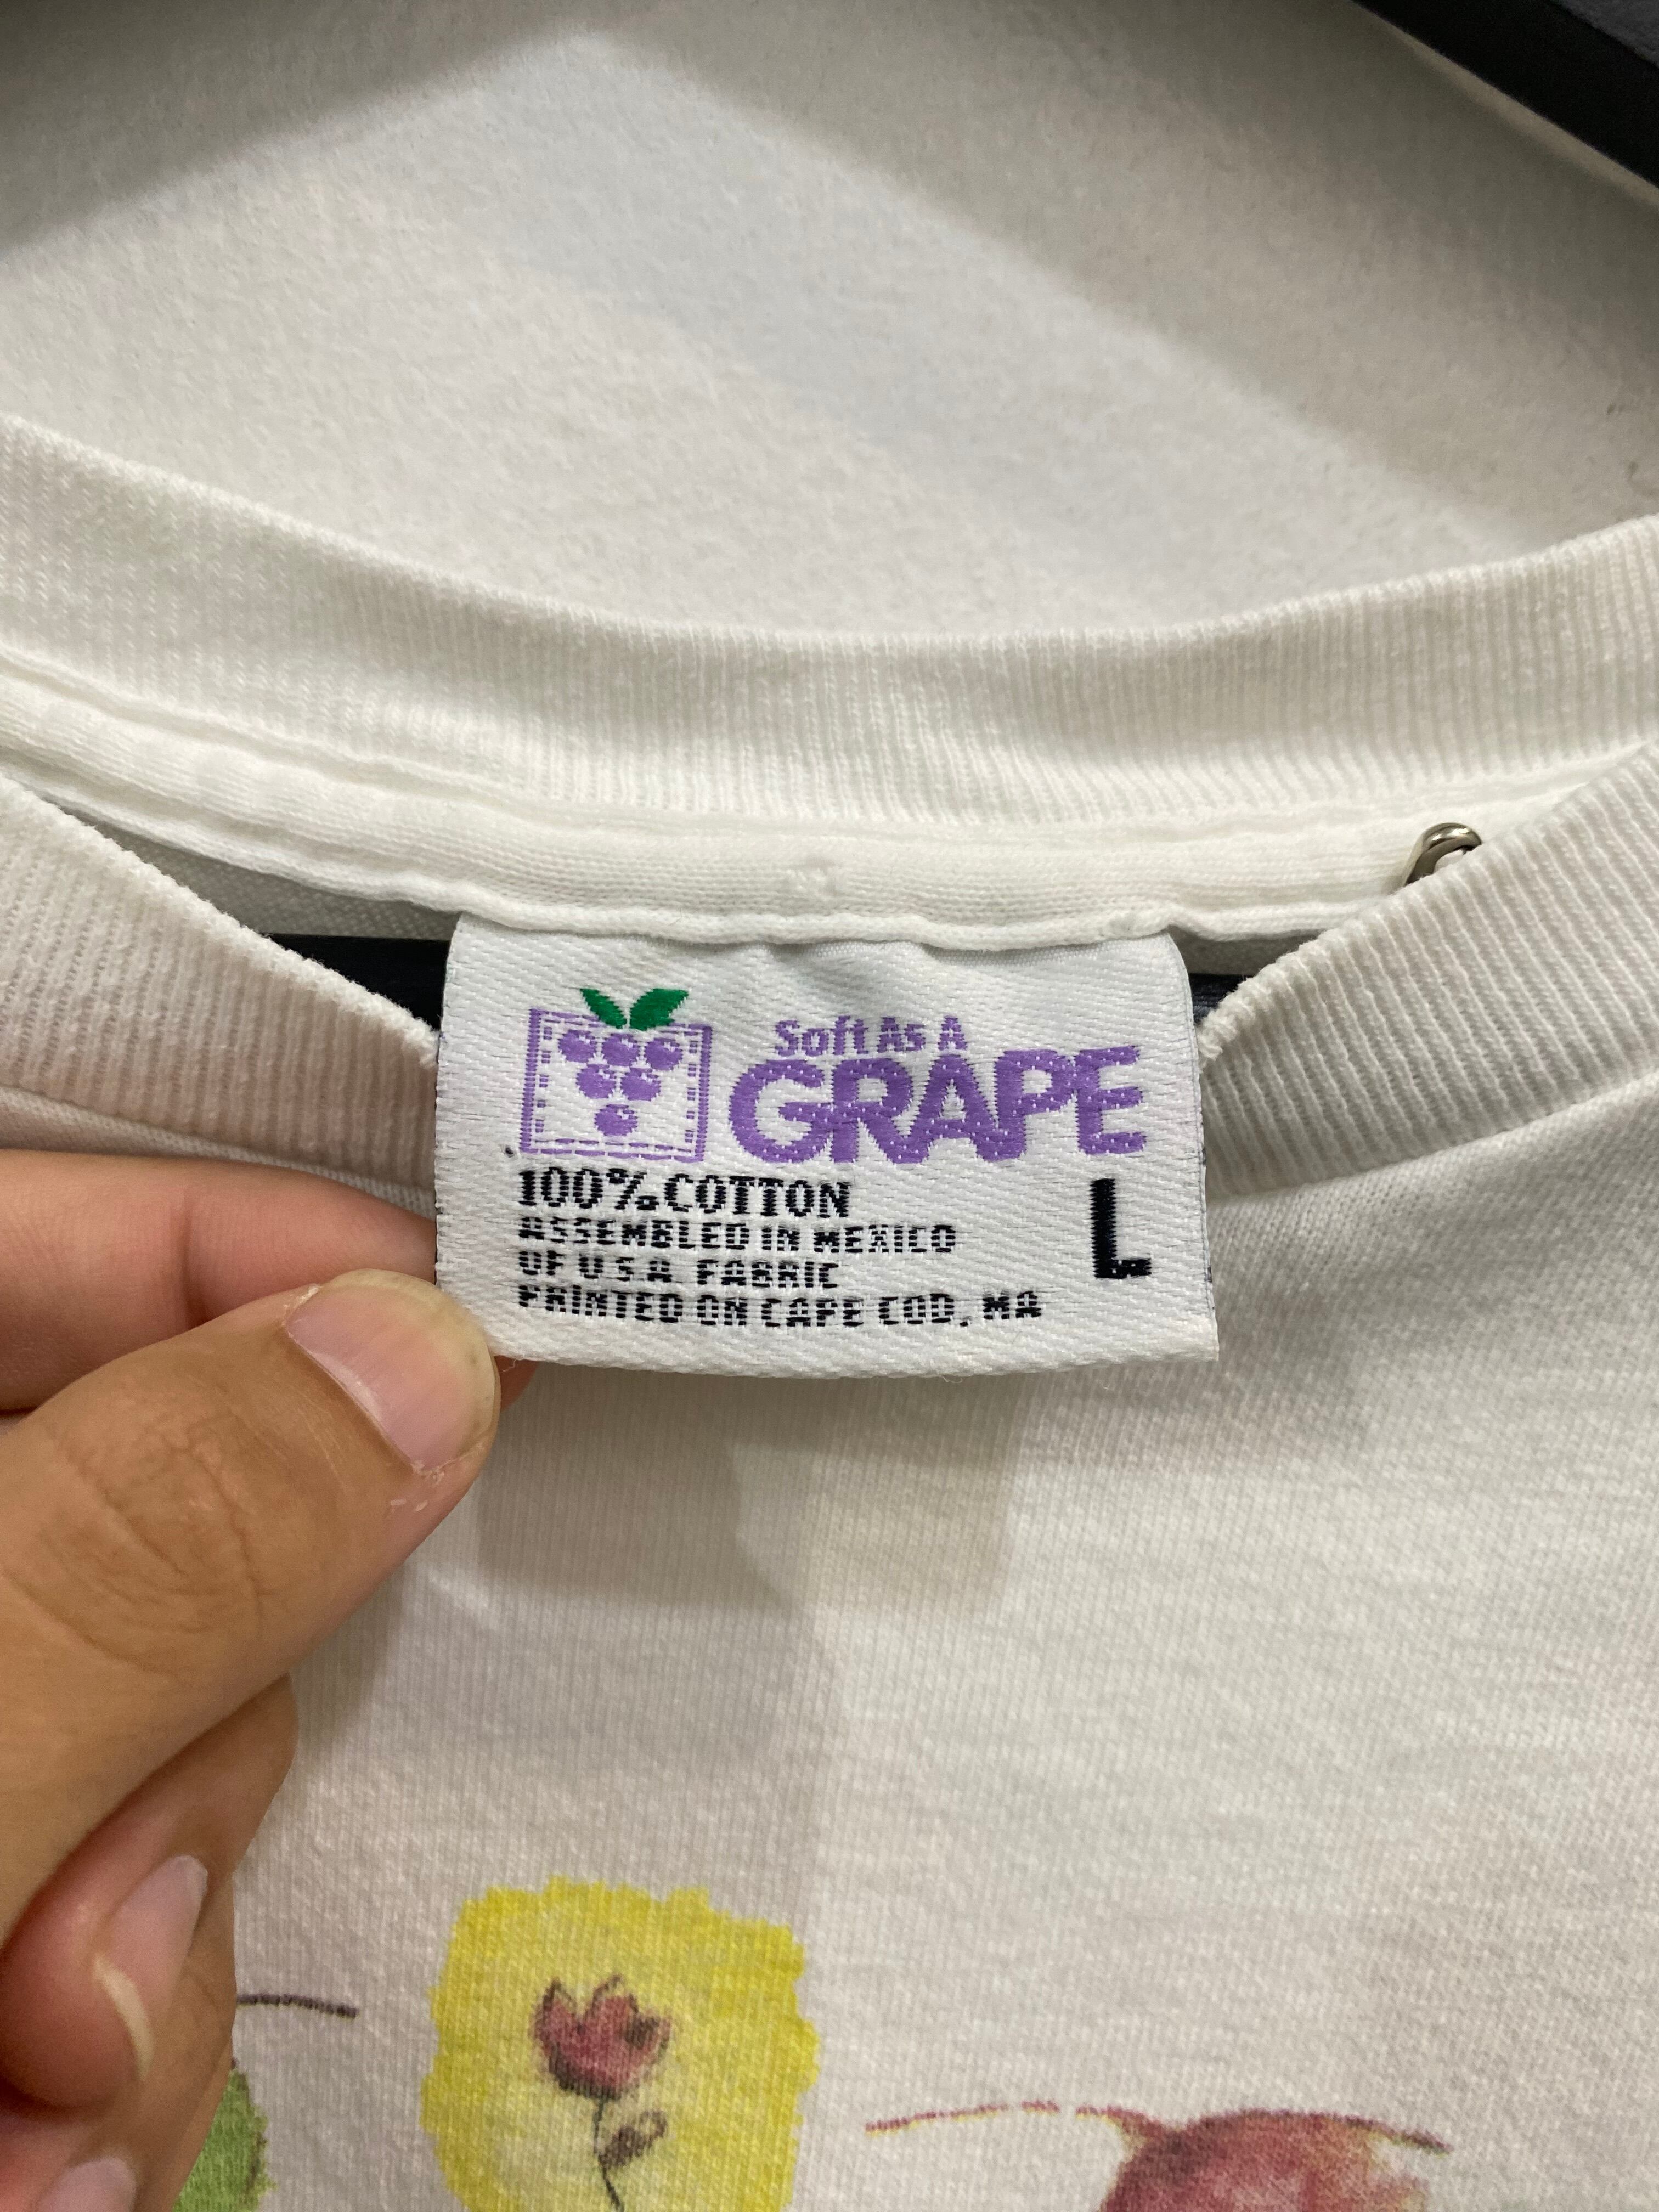 Soft As A
GRAPE
100% COTTON
L
ASSEMBLED IN MEXICO
OF U.S.A. FABRIC
PRINTED ON CAPE COD, MA